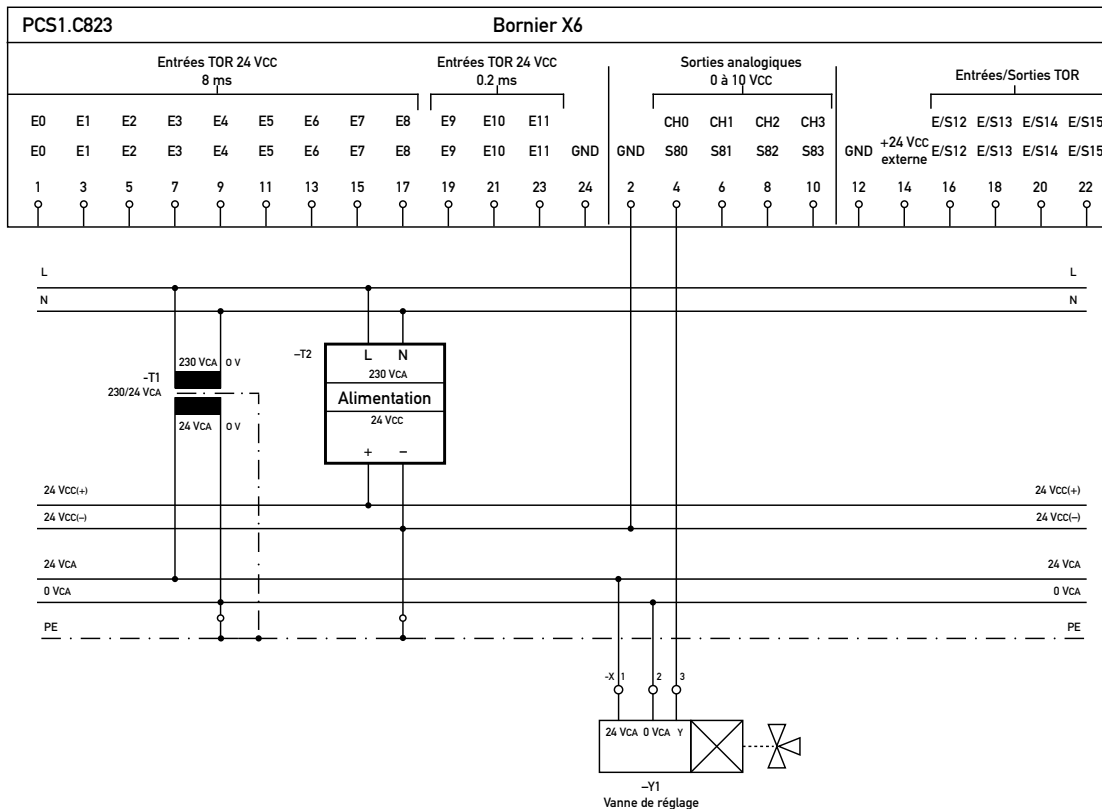 PCS1.C823 Bornier X6
Entrées TOR 24 VCC Entrées TOR 24 VCC Sorties analogiques Entrées/Sorties TOR
8 ms 0.2 ms 0 à 10 VCC
E0 E1 E2 E3 E4 E5 E6 E7 E8 E9 E10 E11 CH0 CH1 CH2 CH3 E/S12 E/S13 E/S14 E/S15
E0 E1 E2 E3 E4 E5 E6 E7 E8 E9 E10 E11 GND GND S80 S81 S82 S83 GND +24 VCC externe E/S12 E/S13 E/S14 E/S15
1 3 5 7 9 11 13 15 17 19 21 23 24 2 4 6 8 10 12 14 16 18 20 22
L L
N N
-T1
230/24 VCA
230 VCA 0 V
24 VCA 0 V
–T2
L N
230 VCA
Alimentation
24 VCC
+ –
24 VCC(+) 24 VCC(+)
24 VCC(–) 24 VCC(–)
24 VCA 24 VCA
0 VCA 0 VCA
PE PE
-X 1 2 3
24 VCA 0 VCA Y
–Y1
Vanne de réglage